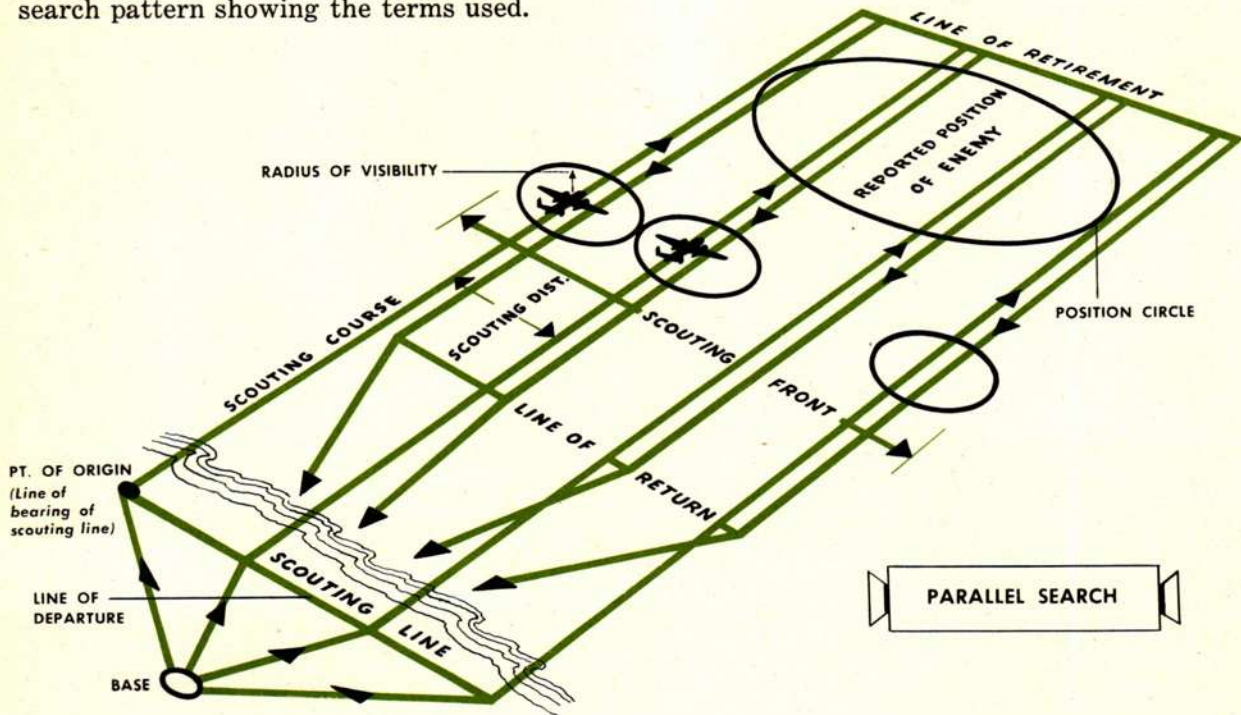 search pattern showing the terms used.
LINE OF RETIREMENT
REPORTED POSITION
OF ENEMY
RADIUS OF VISIBILITY
POSITION CIRCLE
SCOUTING COURSE
SCOUTING DIST.
SCOUTING FRONT
LINE OF RETURN
PT. OF ORIGIN
(Line of
bearing of
scouting line)
SCOUTING LINE
LINE OF
DEPARTURE
BASE
PARALLEL SEARCH